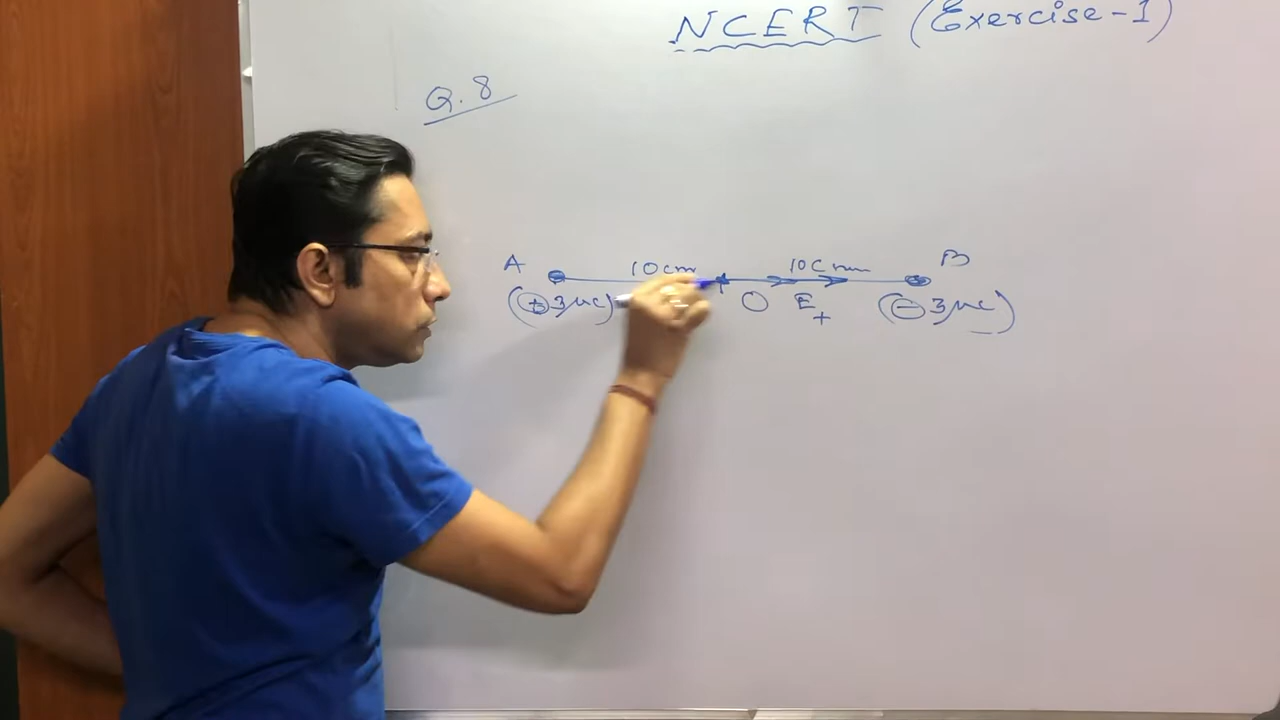 NCERT (Exercise-1)
Q.8
A 10cm 10cm B
(+3μC) O E+ (-3μC)